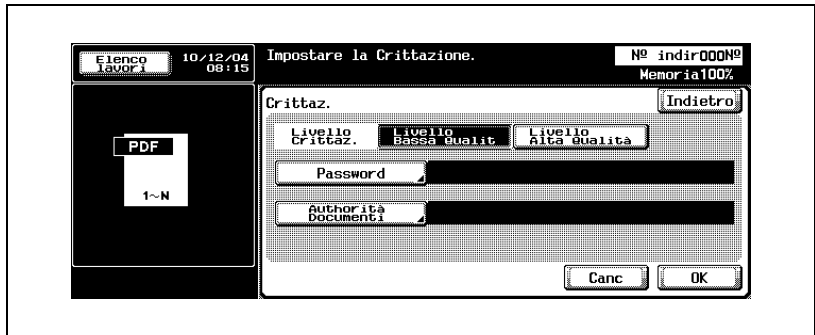 Elenco lavori
10/12/04
08:15
Impostare la Crittazione.
Nº indir000Nº
Memoria100%
Crittaz.
Indietro
Livello Crittaz.
Livello Bassa Qualit
Livello Alta Qualità
PDF
1~N
Password
Authorità Documenti
Canc
OK